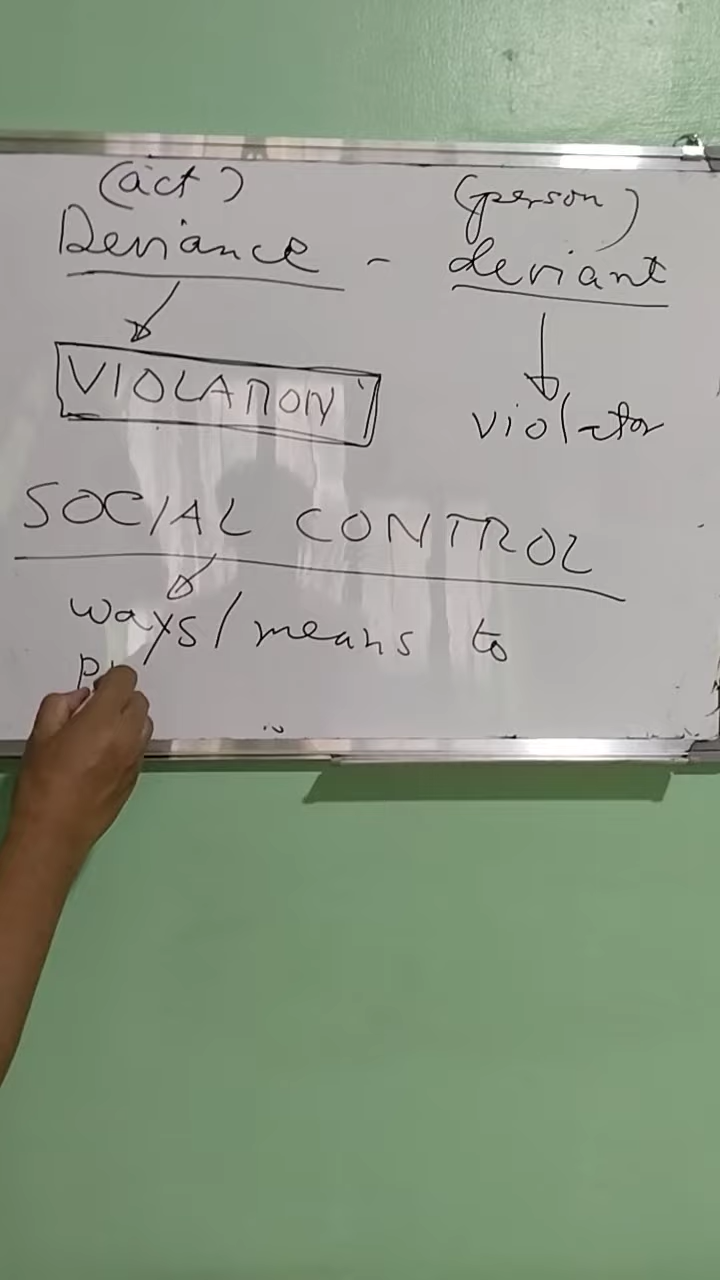 (act) (person)
Deviance - deviant
VIOLATION violator
SOCIAL CONTROL
ways/means to